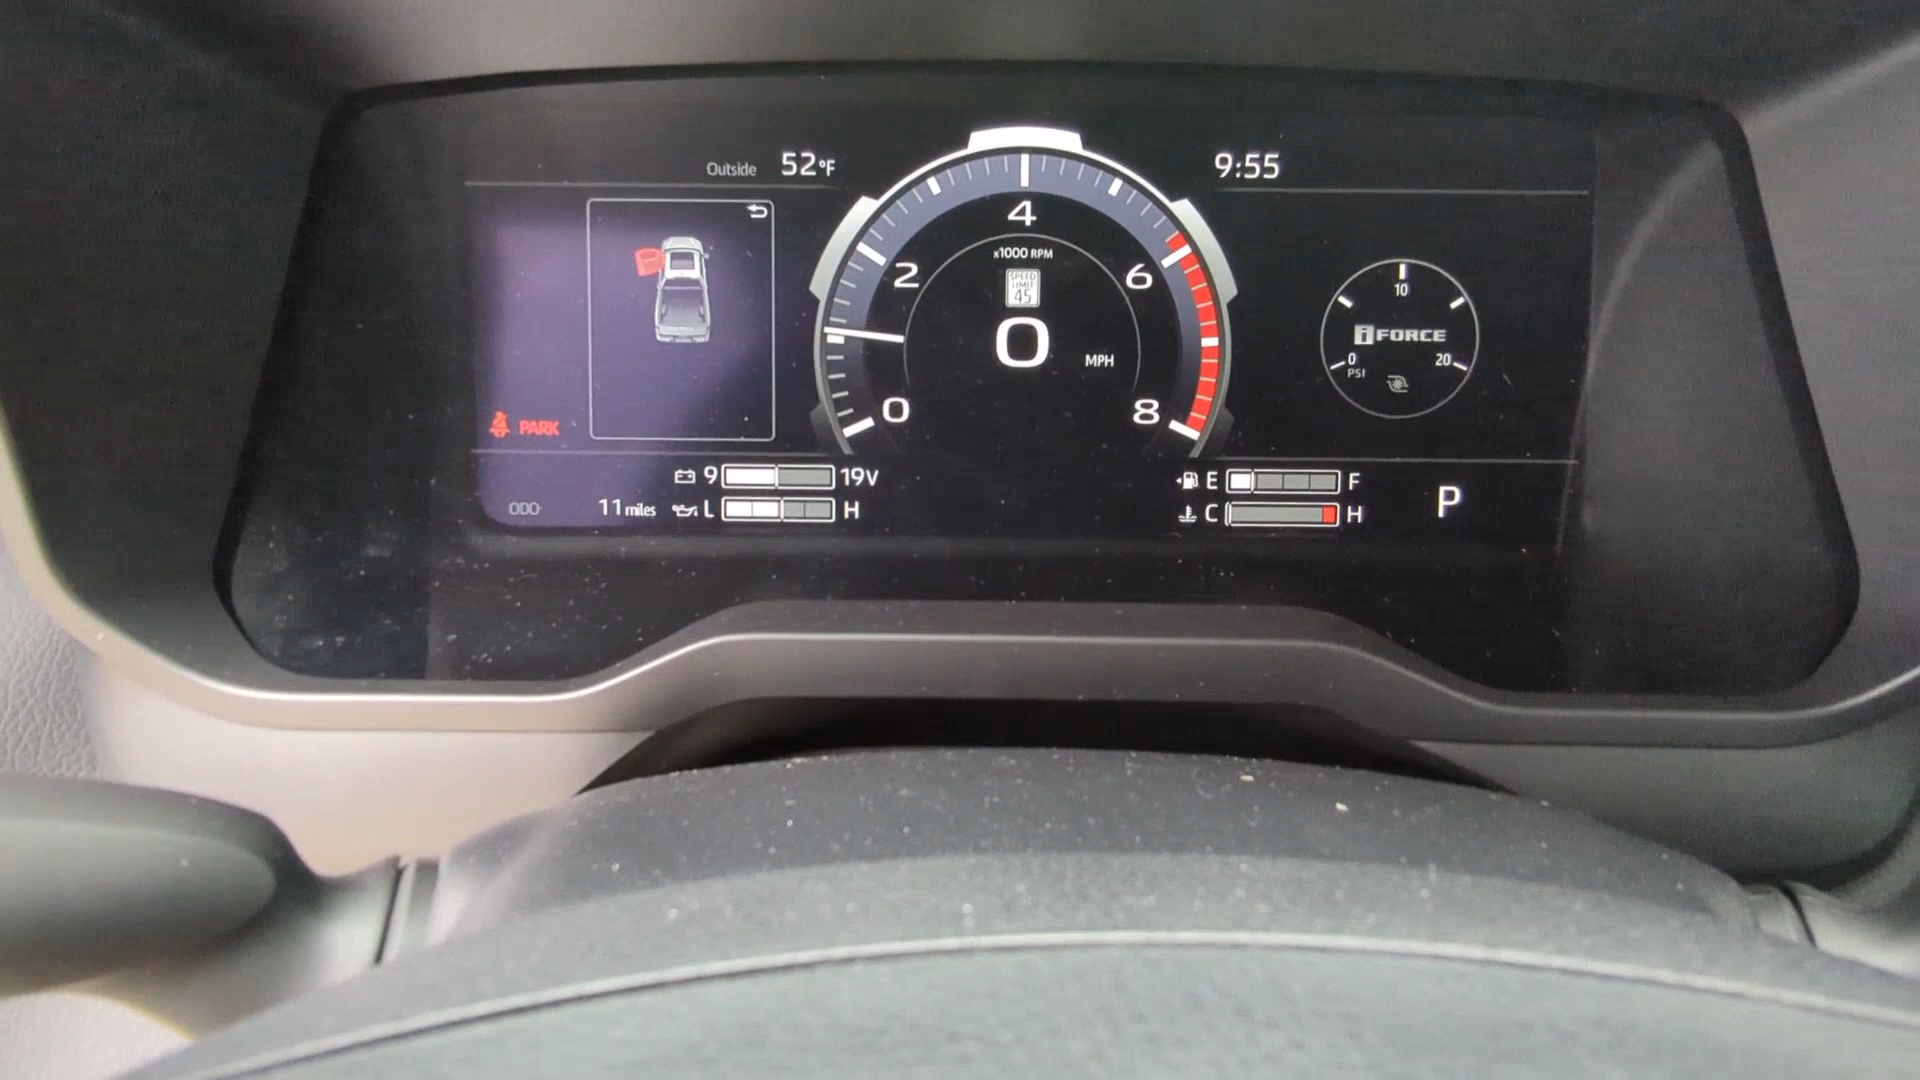 Outside 52°F
9:55
4
x1000 RPM
2
6
SPEED
LIMIT
45
0
MPH
0
8
10
iFORCE
0
20
PSI
PARK
9
19V
E
F
P
ODO
11 miles
L
H
C
H